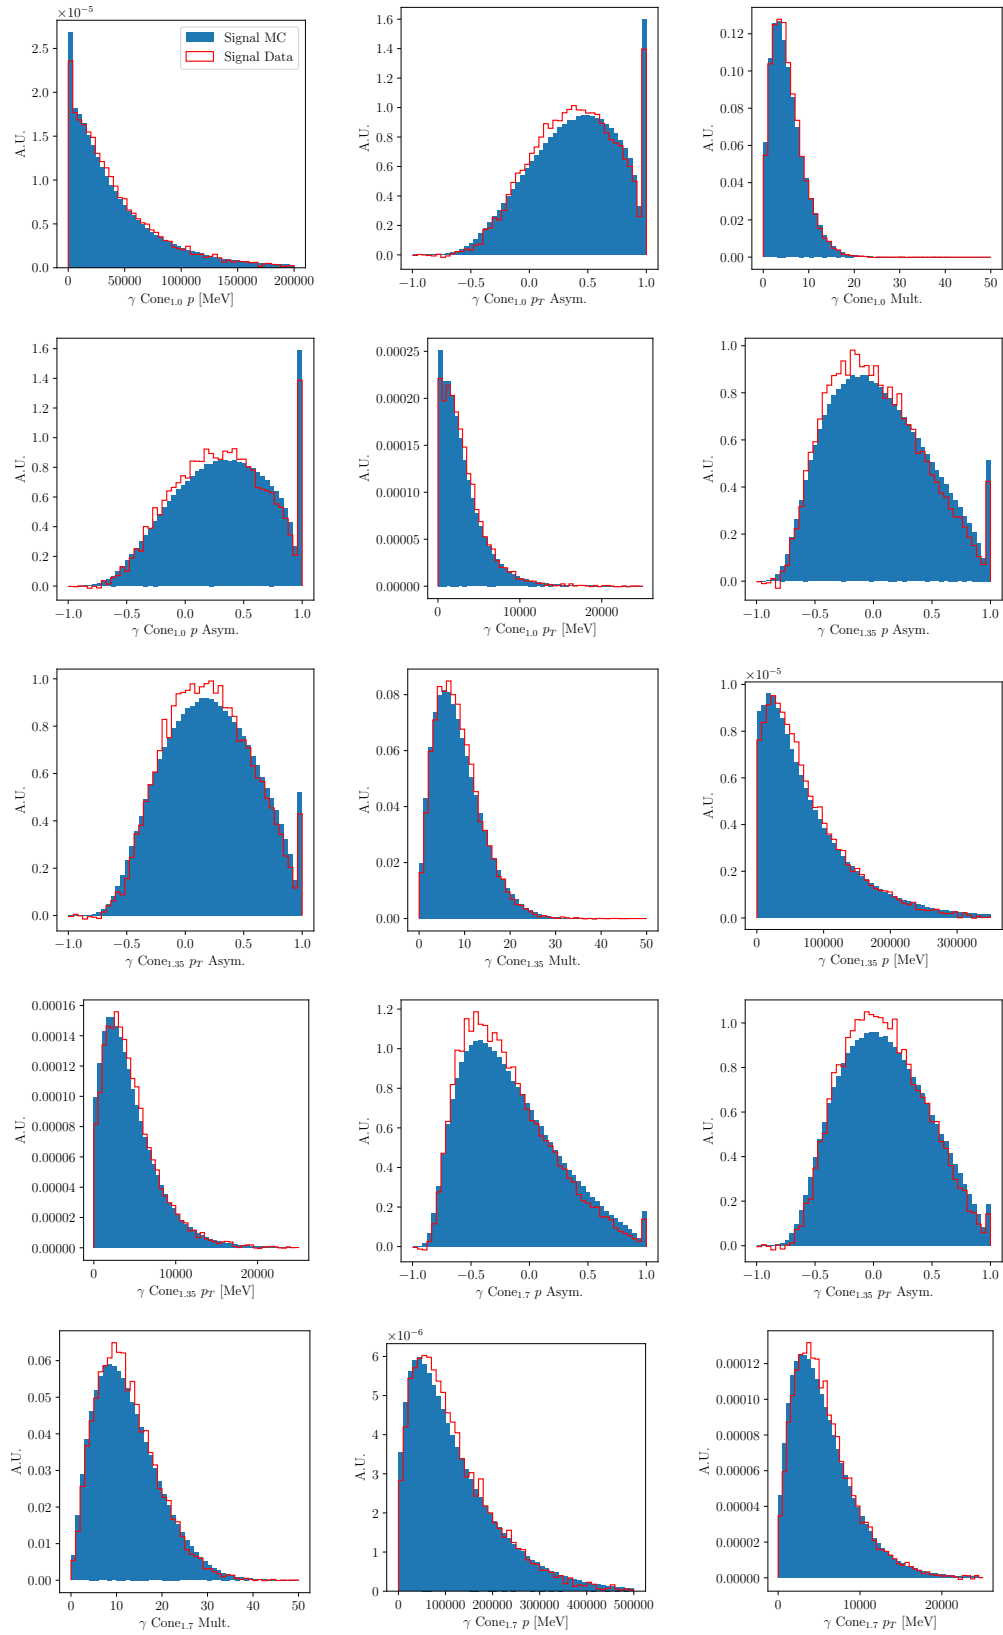 ×10⁻⁵
2.5
2.0
1.5
1.0
0.5
0.0
A.U.
Signal MC
Signal Data
0 50000 100000 150000 200000
γ Cone₁.₀ p [MeV]
1.6
1.4
1.2
1.0
0.8
0.6
0.4
0.2
0.0
A.U.
−1.0 −0.5 0.0 0.5 1.0
γ Cone₁.₀ p_T Asym.
0.12
0.10
0.08
0.06
0.04
0.02
0.00
A.U.
0 10 20 30 40 50
γ Cone₁.₀ Mult.
1.6
1.4
1.2
1.0
0.8
0.6
0.4
0.2
0.0
A.U.
−1.0 −0.5 0.0 0.5 1.0
γ Cone₁.₀ p Asym.
0.00025
0.00020
0.00015
0.00010
0.00005
0.00000
A.U.
0 10000 20000
γ Cone₁.₀ p_T [MeV]
1.0
0.8
0.6
0.4
0.2
0.0
A.U.
−1.0 −0.5 0.0 0.5 1.0
γ Cone₁.₃₅ p Asym.
1.0
0.8
0.6
0.4
0.2
0.0
A.U.
−1.0 −0.5 0.0 0.5 1.0
γ Cone₁.₃₅ p_T Asym.
0.08
0.06
0.04
0.02
0.00
A.U.
0 10 20 30 40 50
γ Cone₁.₃₅ Mult.
×10⁻⁵
1.0
0.8
0.6
0.4
0.2
0.0
A.U.
0 100000 200000 300000
γ Cone₁.₃₅ p [MeV]
0.00016
0.00014
0.00012
0.00010
0.00008
0.00006
0.00004
0.00002
0.00000
A.U.
0 10000 20000
γ Cone₁.₃₅ p_T [MeV]
1.2
1.0
0.8
0.6
0.4
0.2
0.0
A.U.
−1.0 −0.5 0.0 0.5 1.0
γ Cone₁.₇ p Asym.
1.0
0.8
0.6
0.4
0.2
0.0
A.U.
−1.0 −0.5 0.0 0.5 1.0
γ Cone₁.₃₅ p_T Asym.
0.06
0.05
0.04
0.03
0.02
0.01
0.00
A.U.
0 10 20 30 40 50
γ Cone₁.₇ Mult.
×10⁻⁶
6
5
4
3
2
1
0
A.U.
0 100000 200000 300000 400000 500000
γ Cone₁.₇ p [MeV]
0.00012
0.00010
0.00008
0.00006
0.00004
0.00002
0.00000
A.U.
0 10000 20000
γ Cone₁.₇ p_T [MeV]